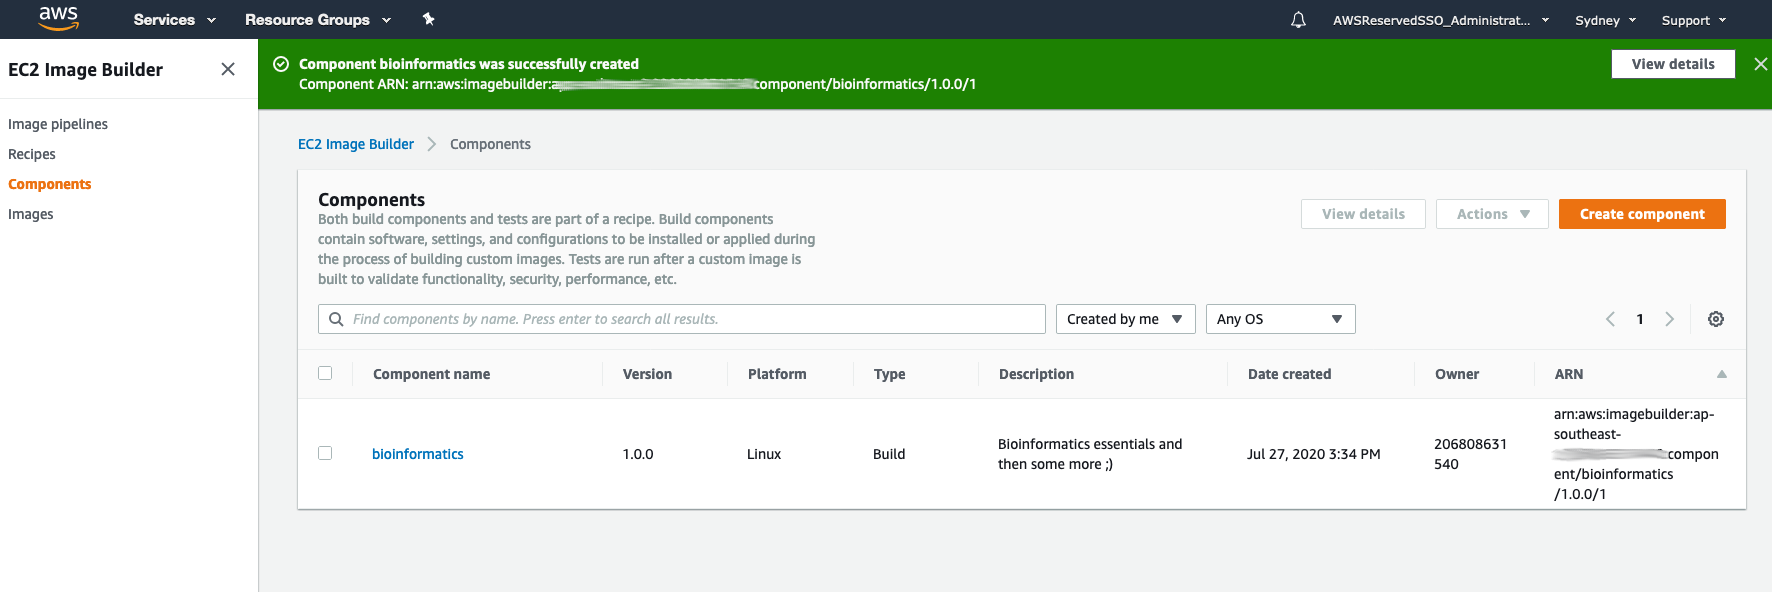 aws Services Resource Groups AWSReservedSSO_Administrat... Sydney Support
EC2 Image Builder
Image pipelines
Recipes
Components
Images
Component bioinformatics was successfully created
Component ARN: arn:aws:imagebuilder:a component/bioinformatics/1.0.0/1
View details
EC2 Image Builder Components
Components
Both build components and tests are part of a recipe. Build components
contain software, settings, and configurations to be installed or applied during
the process of building custom images. Tests are run after a custom image is
built to validate functionality, security, performance, etc.
View details Actions Create component
Find components by name. Press enter to search all results.
Created by me Any OS 1
Component name Version Platform Type Description Date created Owner ARN
bioinformatics 1.0.0 Linux Build
Bioinformatics essentials and
then some more ;)
Jul 27, 2020 3:34 PM
206808631
540
arn:aws:imagebuilder:ap-
southeast-
compon
ent/bioinformatics
/1.0.0/1